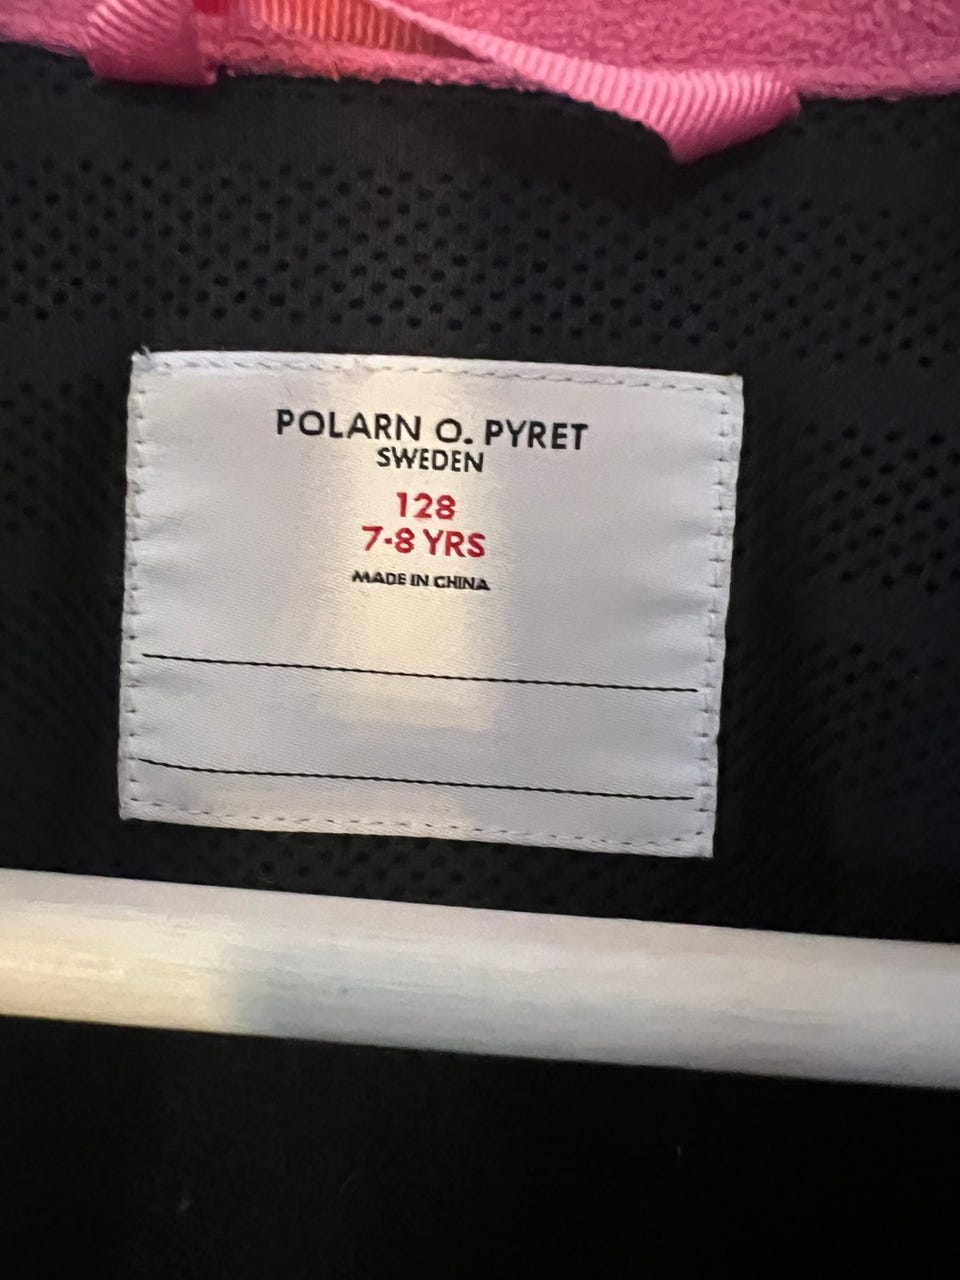 POLARN O. PYRET
SWEDEN
128
7-8 YRS
MADE IN CHINA